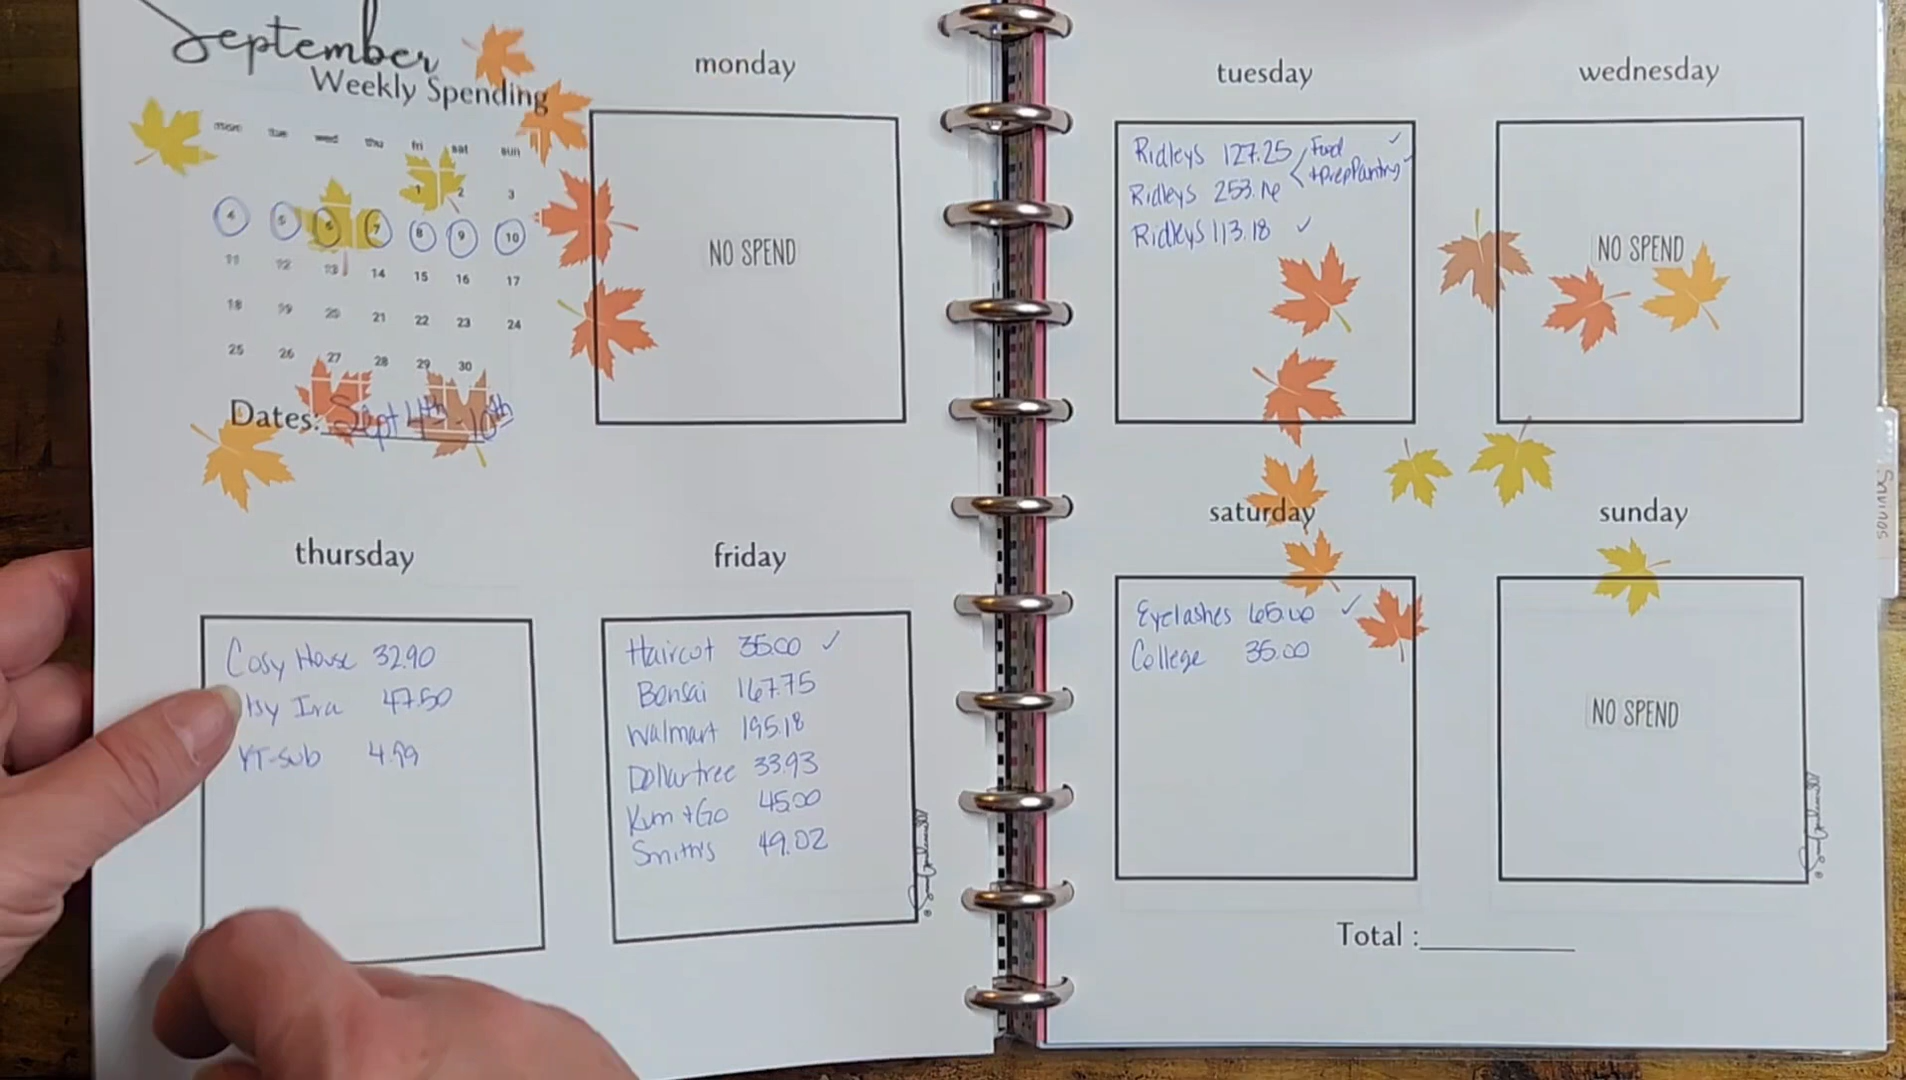 September
Weekly Spending
mon tue wed thu fri sat sun
1 2 3
4 5 6 7 8 9 10
11 12 13 14 15 16 17
18 19 20 21 22 23 24
25 26 27 28 29 30
Dates: Sept 4th - 10th
monday
NO SPEND
tuesday
Ridleys 127.25 Food ✓
Ridleys 253. +PrepPantry ✓
Ridleys 113.18 ✓
wednesday
NO SPEND
thursday
Cosy House 32.90
Ira 47.50
YT-sub 4.99
friday
Haircut 35.00 ✓
Bonsai 167.75
Walmart 195.18
Dollartree 33.93
Kum+Go 45.00
Smith's 49.02
saturday
Eyelashes 65.00 ✓
College 35.00
sunday
NO SPEND
Total :
Savings